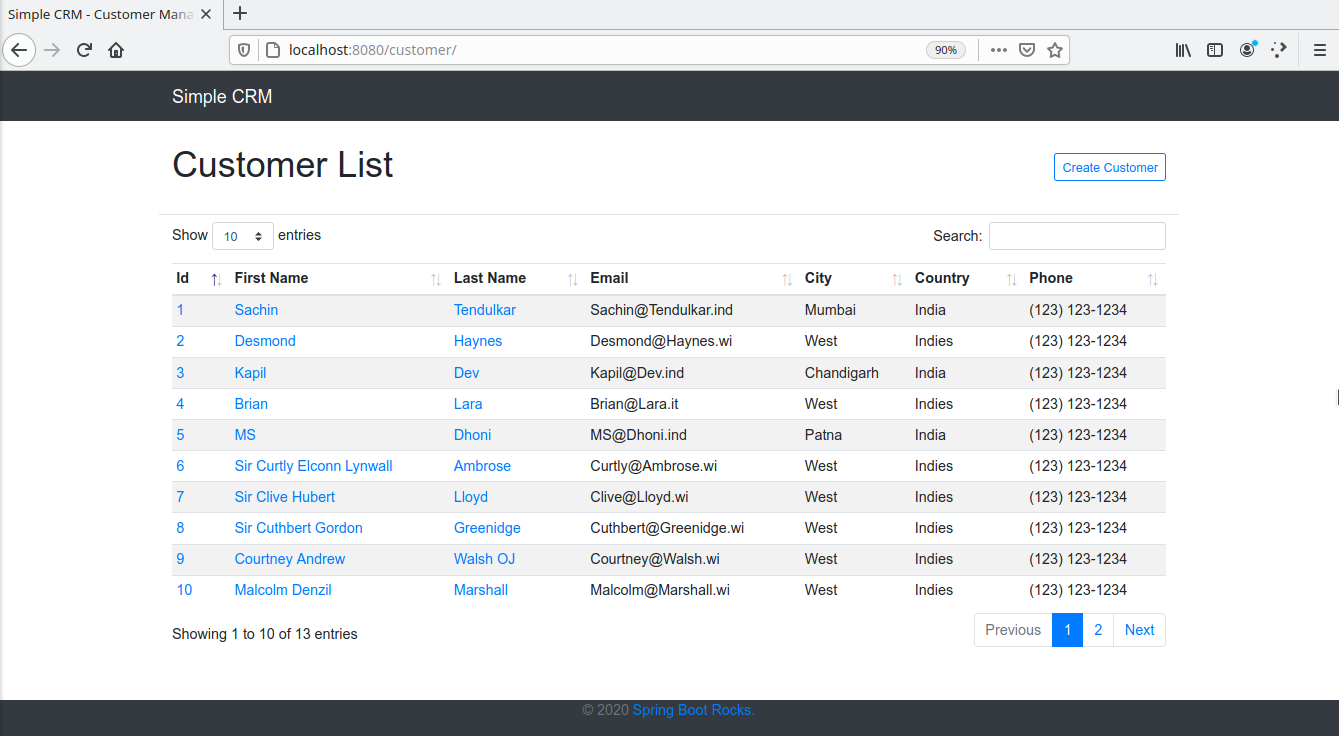 Simple CRM - Customer Mana
localhost:8080/customer/ 90%
Simple CRM
Customer List
Create Customer
Show 10 entries Search:
Id First Name Last Name Email City Country Phone
1 Sachin Tendulkar Sachin@Tendulkar.ind Mumbai India (123) 123-1234
2 Desmond Haynes Desmond@Haynes.wi West Indies (123) 123-1234
3 Kapil Dev Kapil@Dev.ind Chandigarh India (123) 123-1234
4 Brian Lara Brian@Lara.it West Indies (123) 123-1234
5 MS Dhoni MS@Dhoni.ind Patna India (123) 123-1234
6 Sir Curtly Elconn Lynwall Ambrose Curtly@Ambrose.wi West Indies (123) 123-1234
7 Sir Clive Hubert Lloyd Clive@Lloyd.wi West Indies (123) 123-1234
8 Sir Cuthbert Gordon Greenidge Cuthbert@Greenidge.wi West Indies (123) 123-1234
9 Courtney Andrew Walsh OJ Courtney@Walsh.wi West Indies (123) 123-1234
10 Malcolm Denzil Marshall Malcolm@Marshall.wi West Indies (123) 123-1234
Showing 1 to 10 of 13 entries Previous 1 2 Next
© 2020 Spring Boot Rocks.